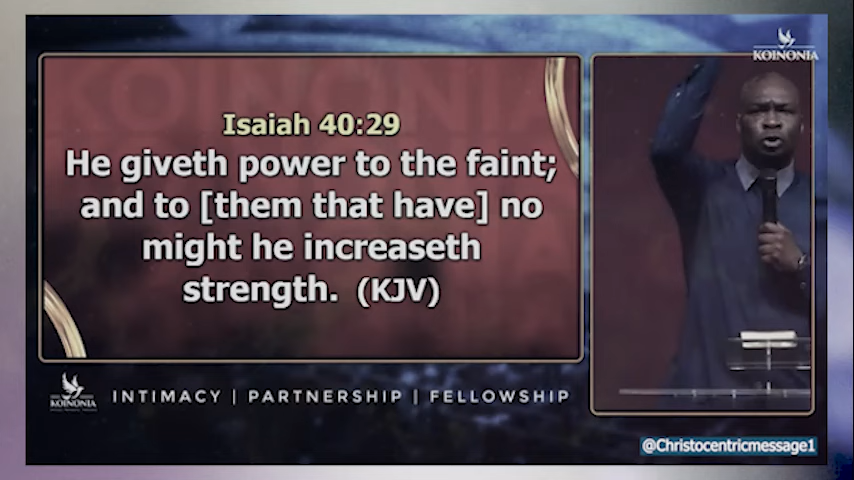 KOINONIA
Isaiah 40:29
He giveth power to the faint;
and to [them that have] no
might he increaseth
strength. (KJV)
KOINONIA
INTIMACY | PARTNERSHIP | FELLOWSHIP
@Christocentricmessage1